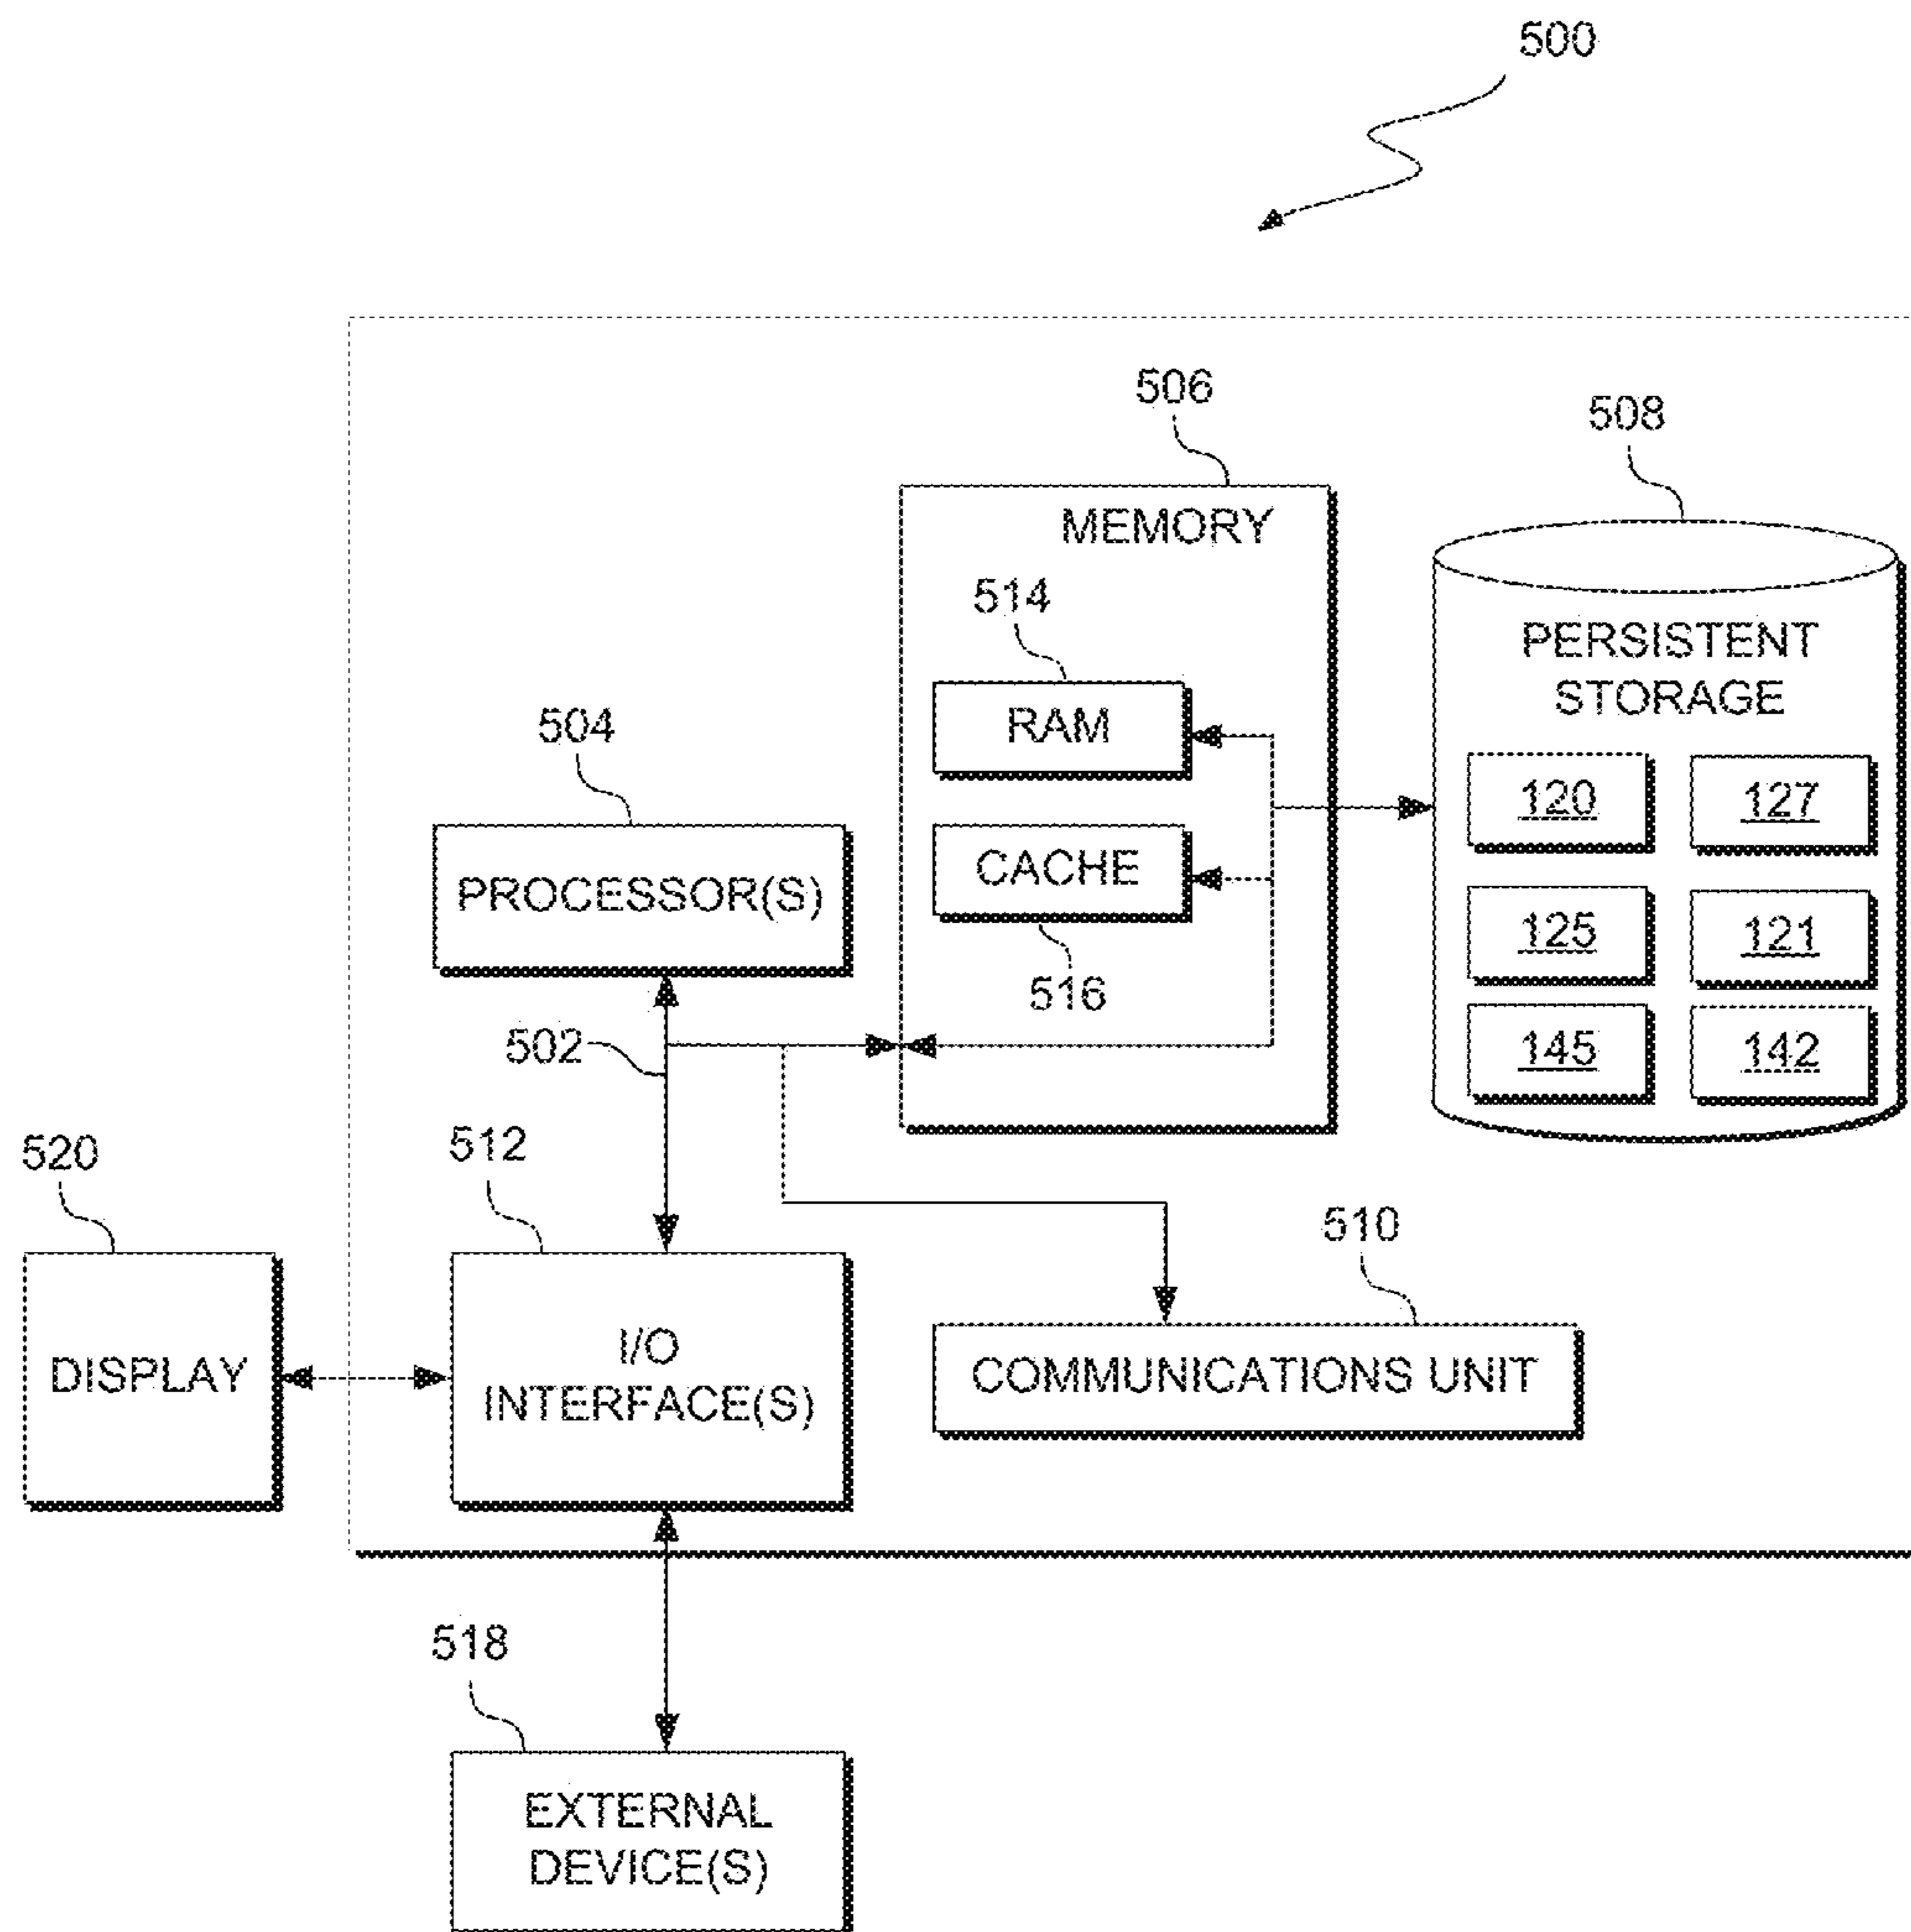 500
506
508
MEMORY
514
PERSISTENT
STORAGE
RAM
504
120
127
CACHE
PROCESSOR(S)
125
121
516
502
145
142
520
512
510
I/O
INTERFACE(S)
DISPLAY
COMMUNICATIONS UNIT
518
EXTERNAL
DEVICE(S)